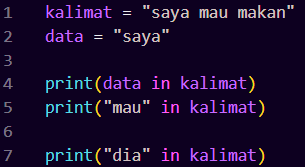 1 kalimat = "saya mau makan"
2 data = "saya"
3
4 print(data in kalimat)
5 print("mau" in kalimat)
6
7 print("dia" in kalimat)